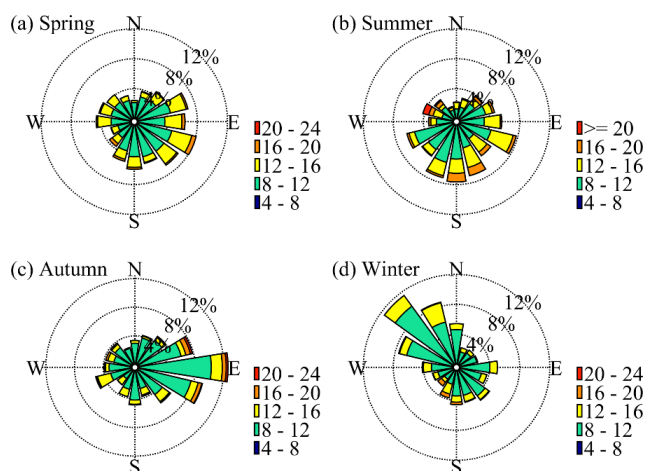 (a) Spring
N
12%
8%
4%
W
E
S
20 - 24
16 - 20
12 - 16
8 - 12
4 - 8
(b) Summer
N
12%
8%
4%
W
E
S
>= 20
16 - 20
12 - 16
8 - 12
4 - 8
(c) Autumn
N
12%
8%
4%
W
E
S
20 - 24
16 - 20
12 - 16
8 - 12
4 - 8
(d) Winter
N
12%
8%
4%
W
E
S
20 - 24
16 - 20
12 - 16
8 - 12
4 - 8